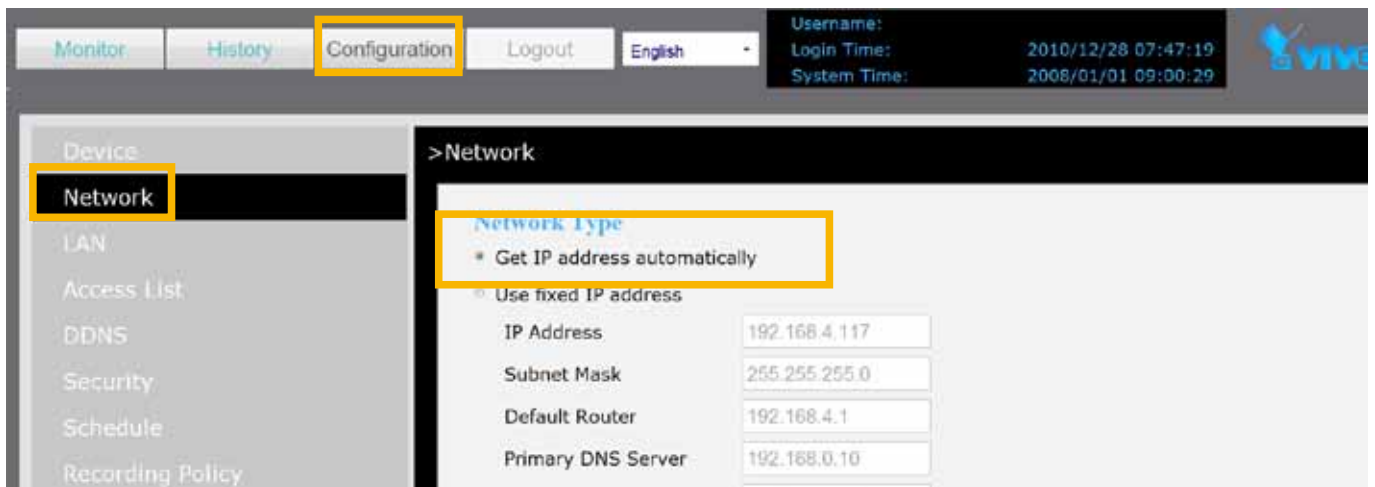 Username:
Monitor History Configuration Logout English Login Time: 2010/12/28 07:47:19
System Time: 2008/01/01 09:00:29
Device
>Network
Network
Network Type
LAN
Get IP address automatically
Access List
Use fixed IP address
DDNS
IP Address 192.168.4.117
Security
Subnet Mask 255.255.255.0
Schedule
Default Router 192.168.4.1
Recording Policy
Primary DNS Server 192.168.0.10